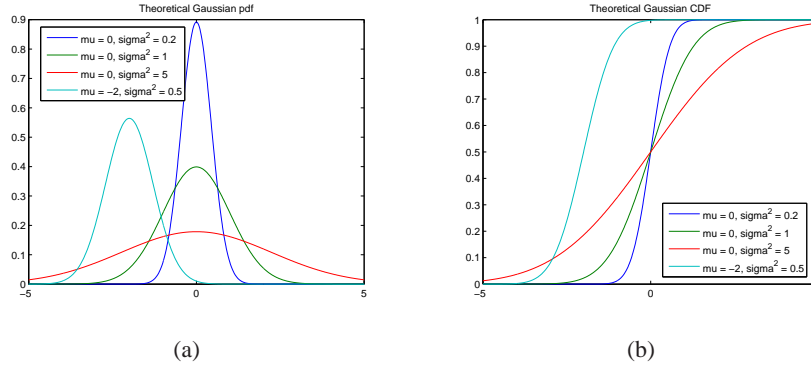 Theoretical Gaussian pdf
0.9
0.8
0.7
0.6
0.5
0.4
0.3
0.2
0.1
0
−5
0
5
mu = 0, sigma² = 0.2
mu = 0, sigma² = 1
mu = 0, sigma² = 5
mu = −2, sigma² = 0.5
(a)
Theoretical Gaussian CDF
1
0.9
0.8
0.7
0.6
0.5
0.4
0.3
0.2
0.1
0
−5
0
5
mu = 0, sigma² = 0.2
mu = 0, sigma² = 1
mu = 0, sigma² = 5
mu = −2, sigma² = 0.5
(b)